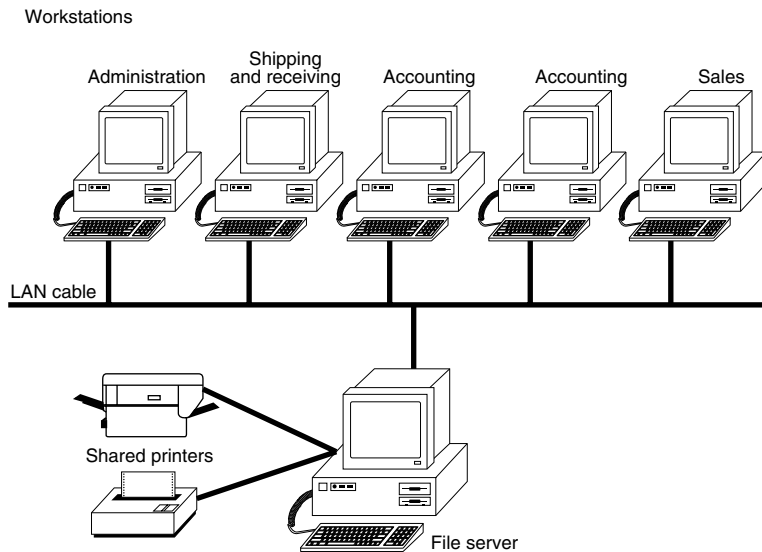 Workstations
Administration
Shipping
and receiving
Accounting
Accounting
Sales
LAN cable
Shared printers
File server